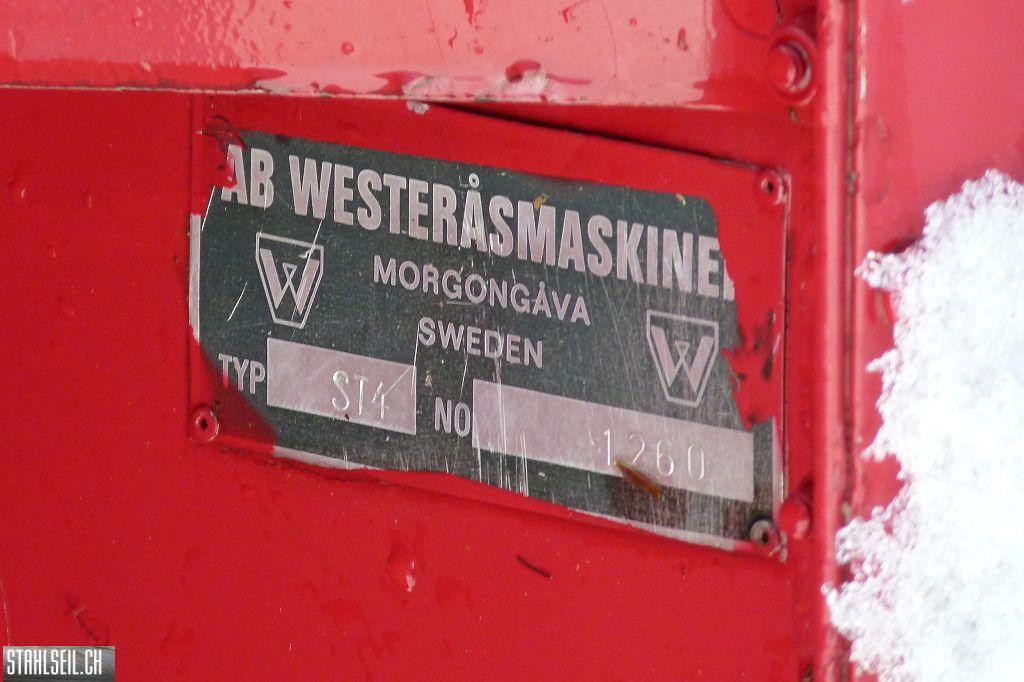 AB WESTERÅSMASKINER
MORGONGÅVA
SWEDEN
W
W
TYP ST4 NO 1260
STAHLSEIL.CH